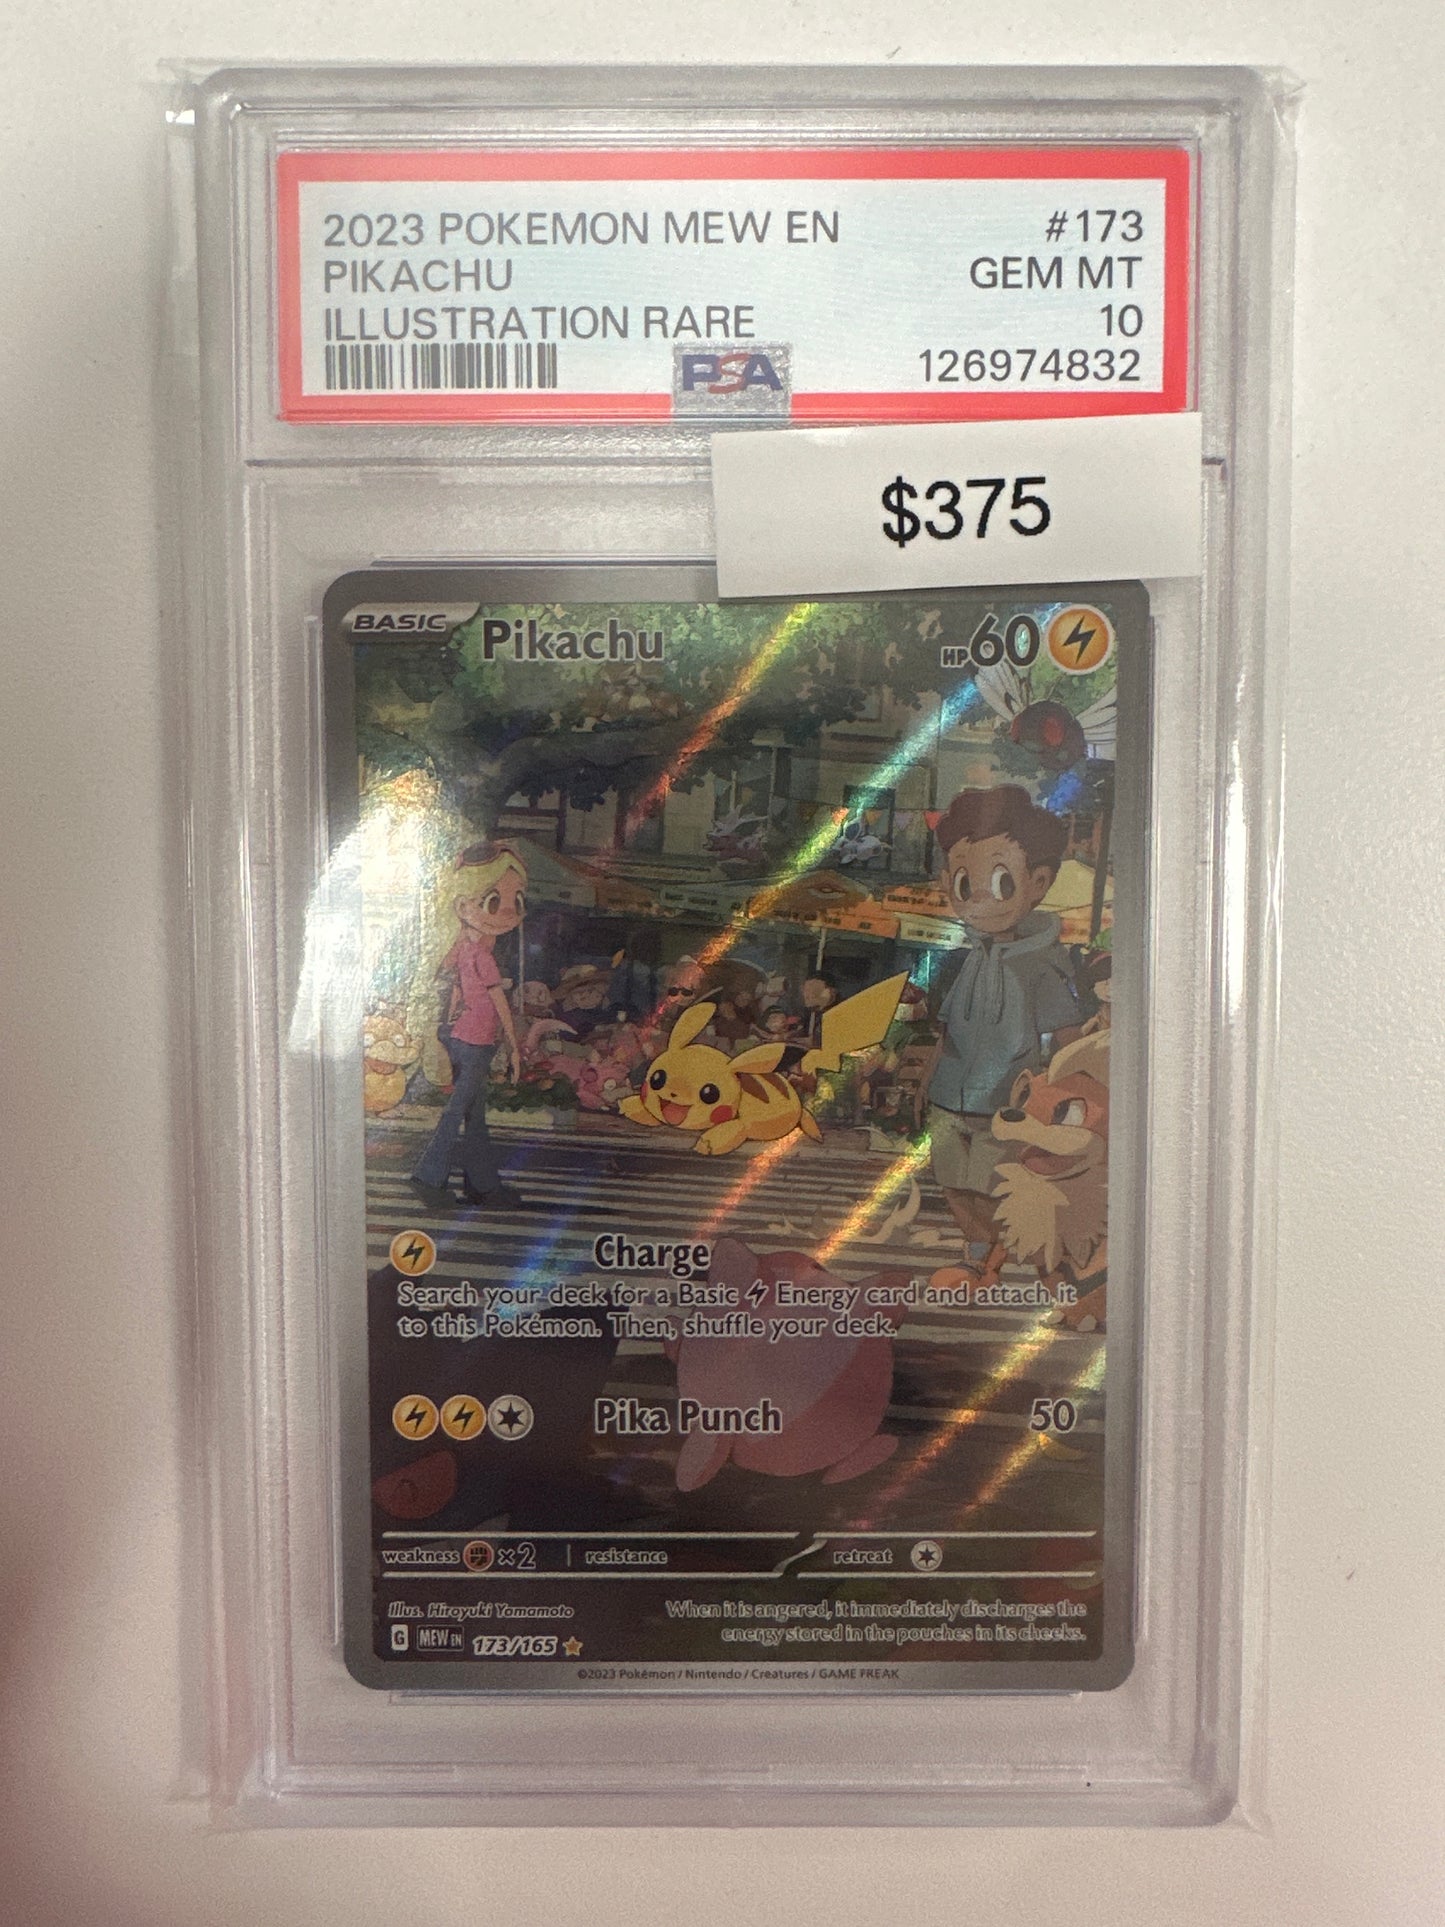 2023 POKEMON MEW EN #173
PIKACHU GEM MT
ILLUSTRATION RARE 10
PSA 126974832
$375
BASIC Pikachu HP60
Charge
Search your deck for a Basic Energy card and attach it
to this Pokémon. Then, shuffle your deck.
Pika Punch 50
weakness ×2 resistance retreat
Illus. Hiroyuki Yamamoto
When it is angered, it immediately discharges the
energy stored in the pouches in its cheeks.
G MEW EN 173/165
©2023 Pokémon / Nintendo / Creatures / GAME FREAK